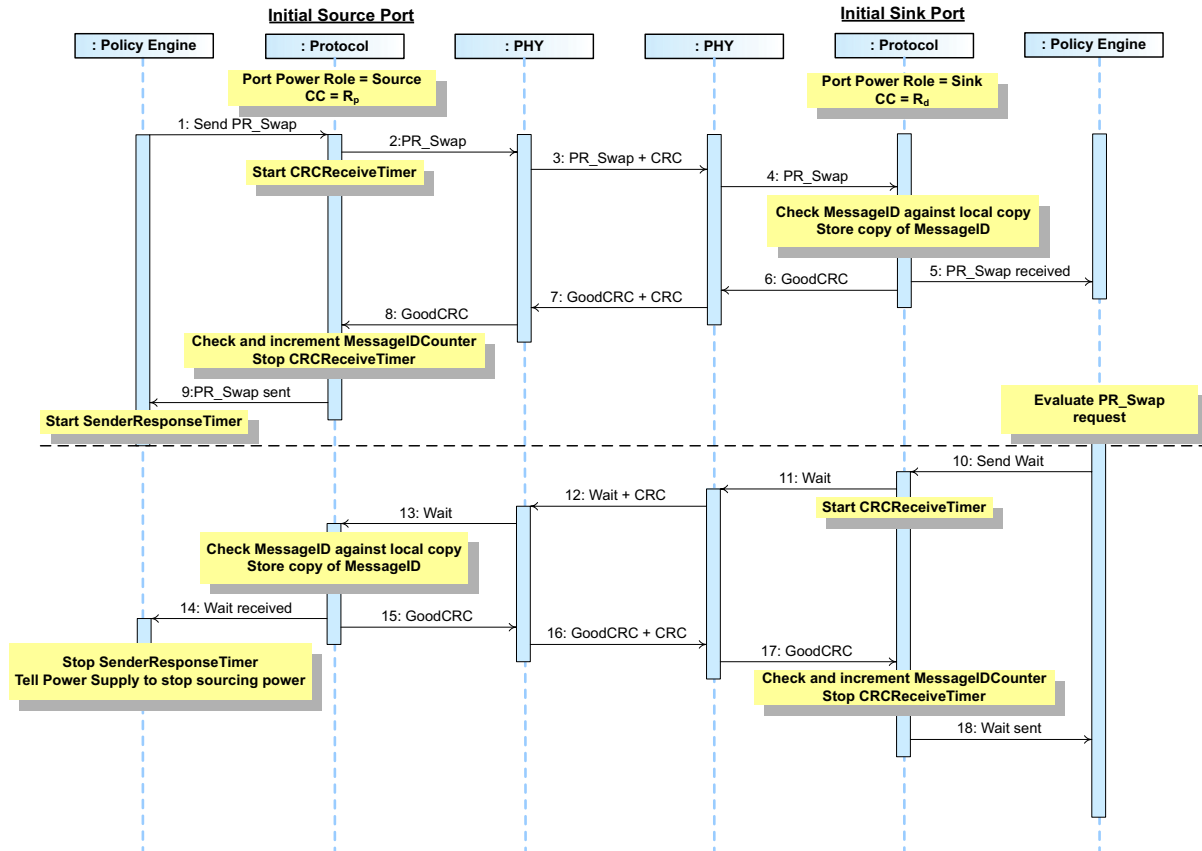 Initial Source Port
Initial Sink Port
: Policy Engine
: Protocol
: PHY
: PHY
: Protocol
: Policy Engine
Port Power Role = Source
CC = Rp
Port Power Role = Sink
CC = Rd
1: Send PR_Swap
2:PR_Swap
Start CRCReceiveTimer
3: PR_Swap + CRC
4: PR_Swap
Check MessageID against local copy
Store copy of MessageID
5: PR_Swap received
6: GoodCRC
7: GoodCRC + CRC
8: GoodCRC
Check and increment MessageIDCounter
Stop CRCReceiveTimer
9:PR_Swap sent
Start SenderResponseTimer
Evaluate PR_Swap
request
10: Send Wait
11: Wait
Start CRCReceiveTimer
12: Wait + CRC
13: Wait
Check MessageID against local copy
Store copy of MessageID
14: Wait received
15: GoodCRC
16: GoodCRC + CRC
17: GoodCRC
Stop SenderResponseTimer
Tell Power Supply to stop sourcing power
Check and increment MessageIDCounter
Stop CRCReceiveTimer
18: Wait sent